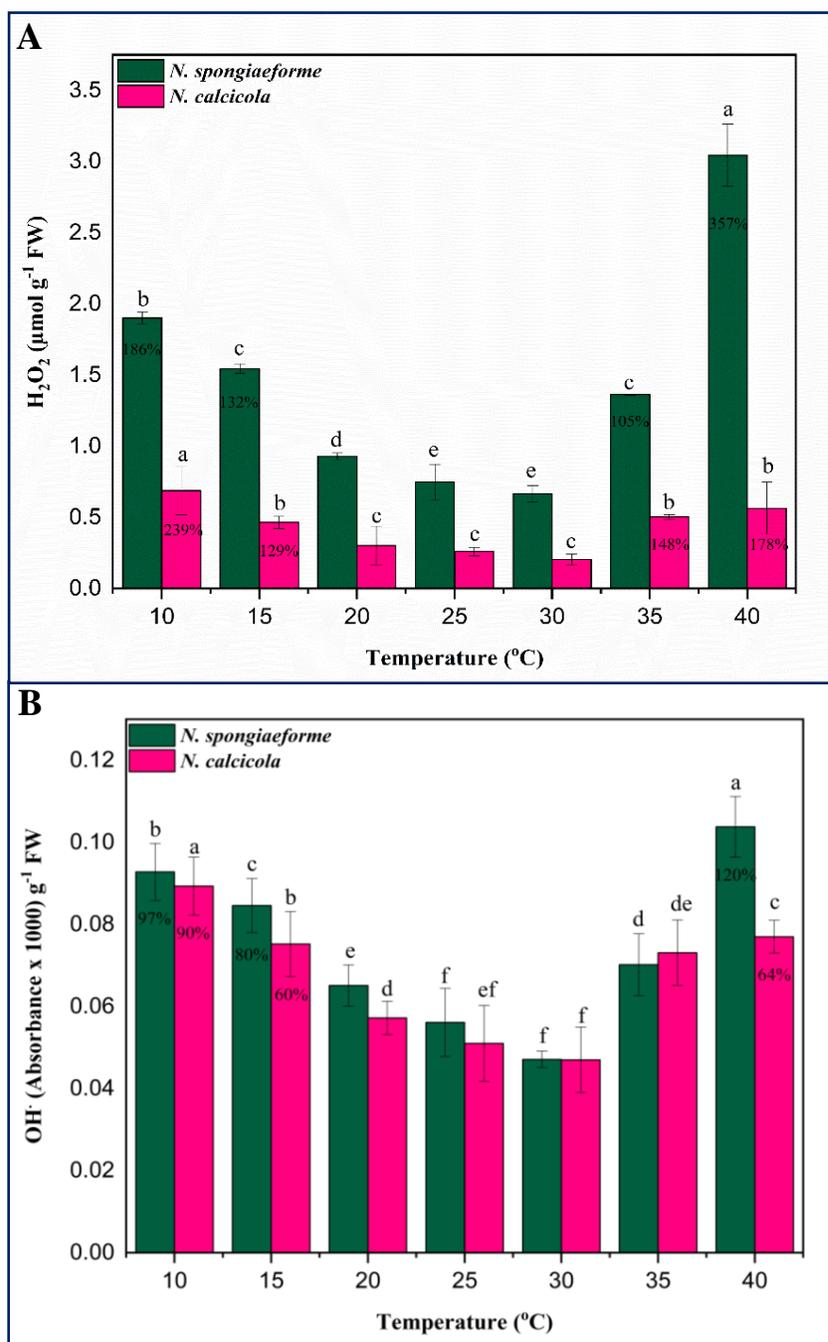 A
N. spongiaeforme
N. calcicola
3.5
3.0
2.5
2.0
1.5
1.0
0.5
0.0
H₂O₂ (μmol g⁻¹ FW)
b
186%
a
239%
c
132%
b
129%
d
c
e
c
e
c
c
105%
b
148%
a
357%
b
178%
10 15 20 25 30 35 40
Temperature (°C)
B
N. spongiaeforme
N. calcicola
0.12
0.10
0.08
0.06
0.04
0.02
0.00
OH· (Absorbance x 1000) g⁻¹ FW
b
97%
a
90%
c
80%
b
60%
e
d
f
ef
f
f
d
de
a
120%
c
64%
10 15 20 25 30 35 40
Temperature (°C)